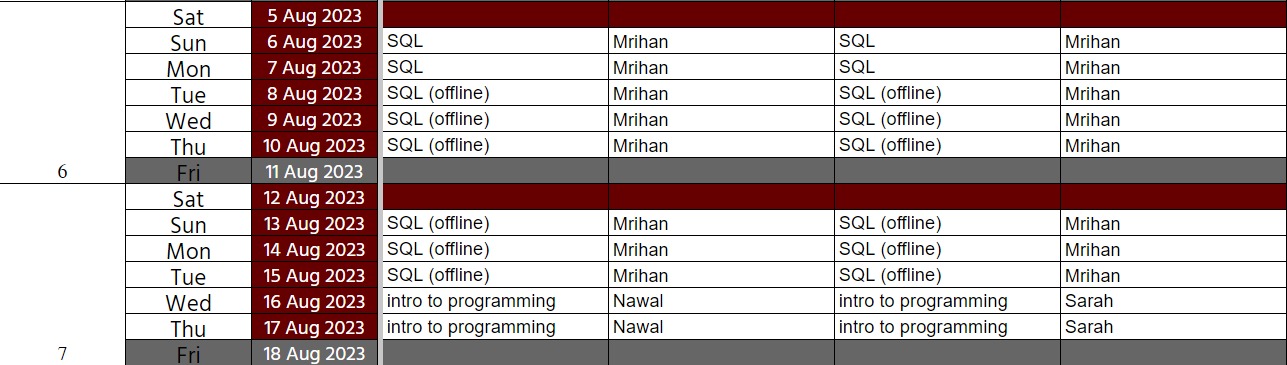 Sat 5 Aug 2023
Sun 6 Aug 2023 SQL Mrihan SQL Mrihan
Mon 7 Aug 2023 SQL Mrihan SQL Mrihan
Tue 8 Aug 2023 SQL (offline) Mrihan SQL (offline) Mrihan
Wed 9 Aug 2023 SQL (offline) Mrihan SQL (offline) Mrihan
Thu 10 Aug 2023 SQL (offline) Mrihan SQL (offline) Mrihan
6 Fri 11 Aug 2023
Sat 12 Aug 2023
Sun 13 Aug 2023 SQL (offline) Mrihan SQL (offline) Mrihan
Mon 14 Aug 2023 SQL (offline) Mrihan SQL (offline) Mrihan
Tue 15 Aug 2023 SQL (offline) Mrihan SQL (offline) Mrihan
Wed 16 Aug 2023 intro to programming Nawal intro to programming Sarah
Thu 17 Aug 2023 intro to programming Nawal intro to programming Sarah
7 Fri 18 Aug 2023